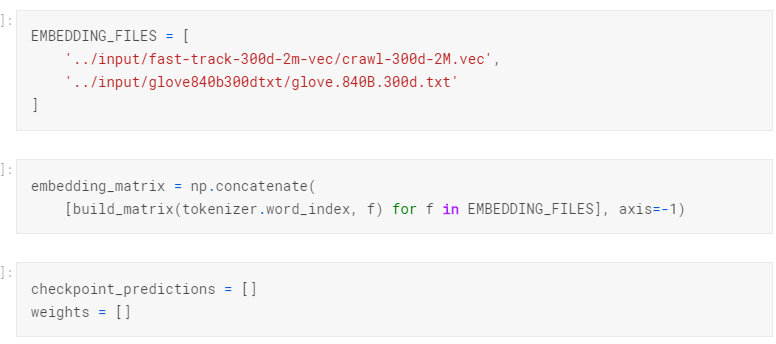 ]:
EMBEDDING_FILES = [
    '../input/fast-track-300d-2m-vec/crawl-300d-2M.vec',
    '../input/glove840b300dtxt/glove.840B.300d.txt'
]
]:
embedding_matrix = np.concatenate(
    [build_matrix(tokenizer.word_index, f) for f in EMBEDDING_FILES], axis=-1)
]:
checkpoint_predictions = []
weights = []